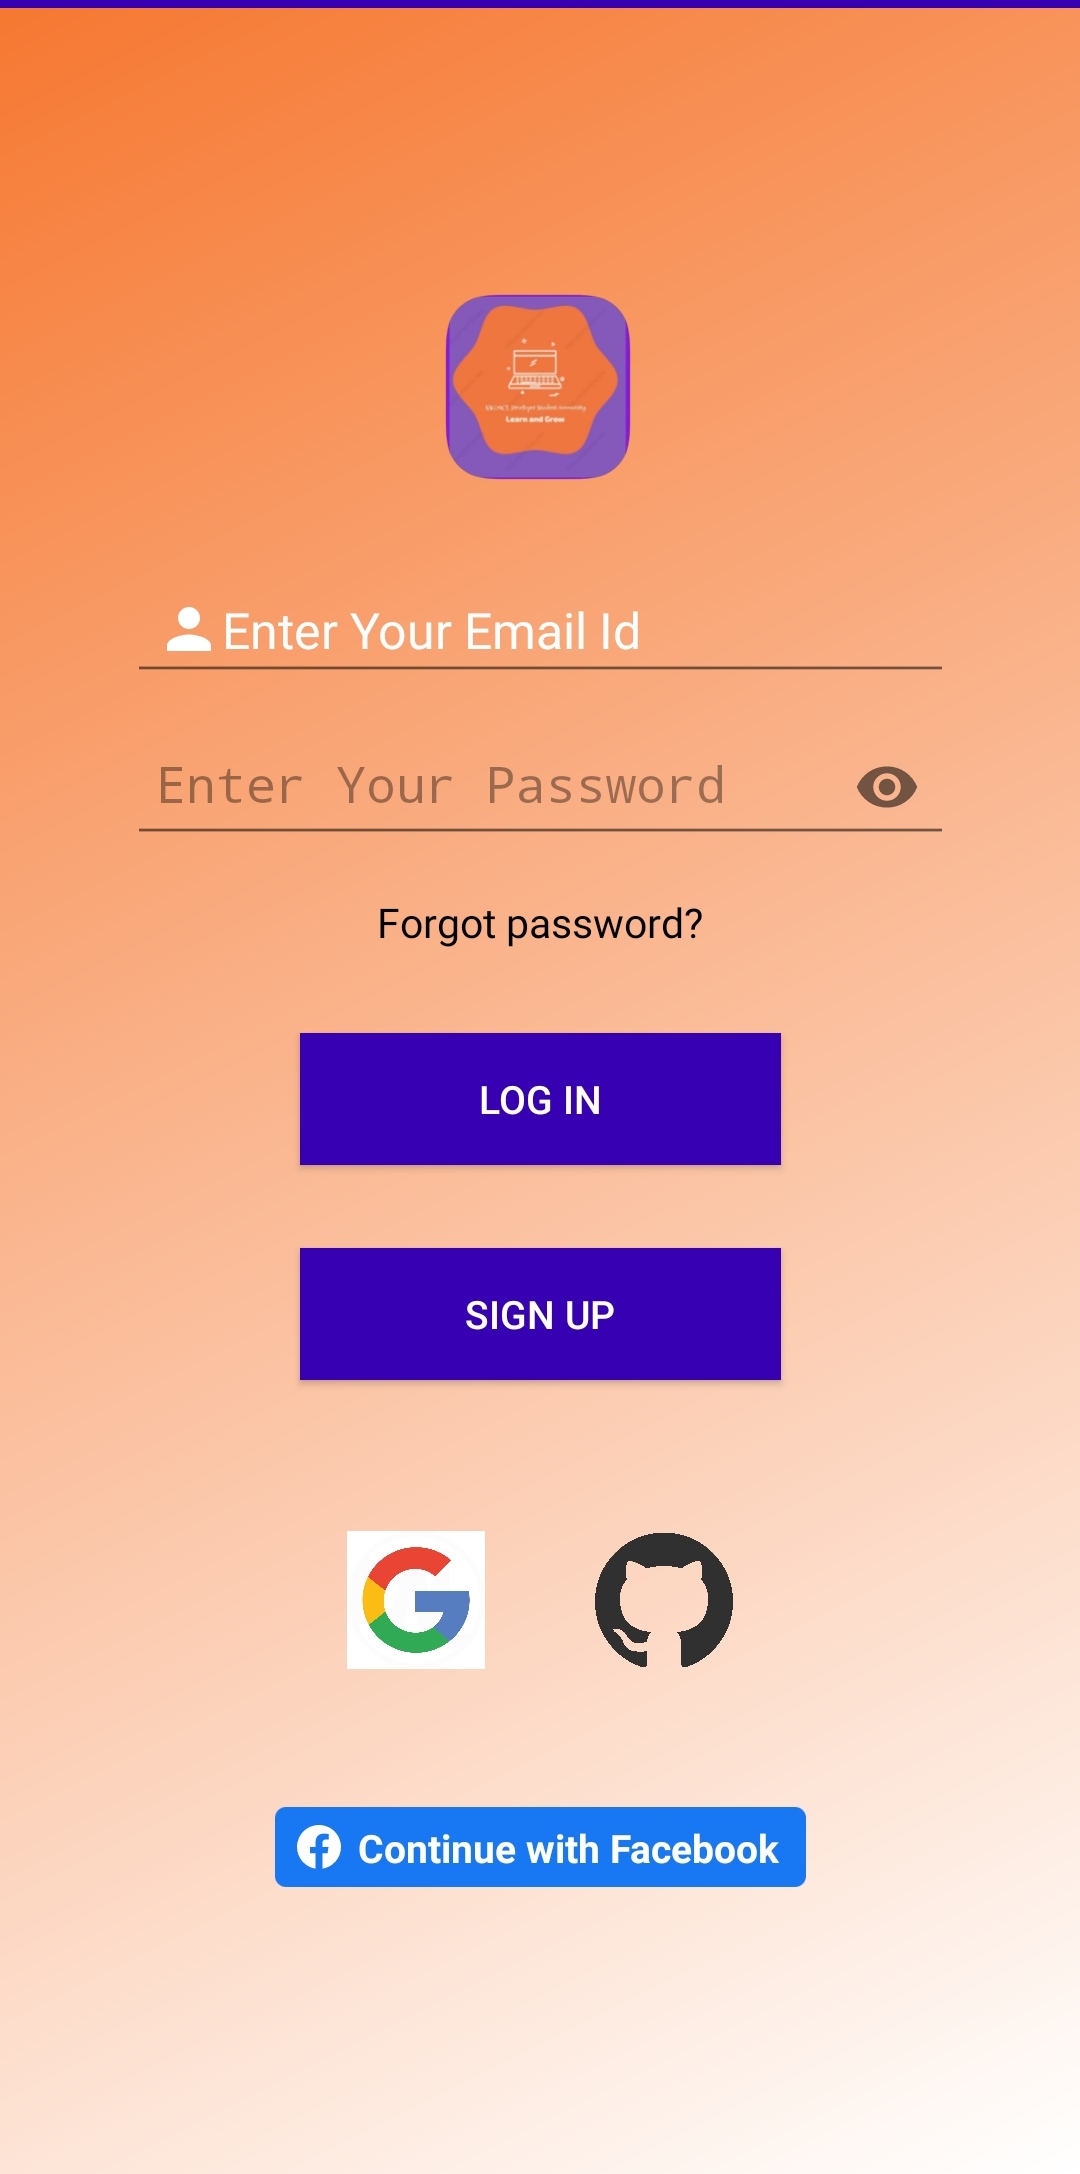 Learn and Grow
Enter Your Email Id
Enter Your Password
Forgot password?
LOG IN
SIGN UP
Continue with Facebook